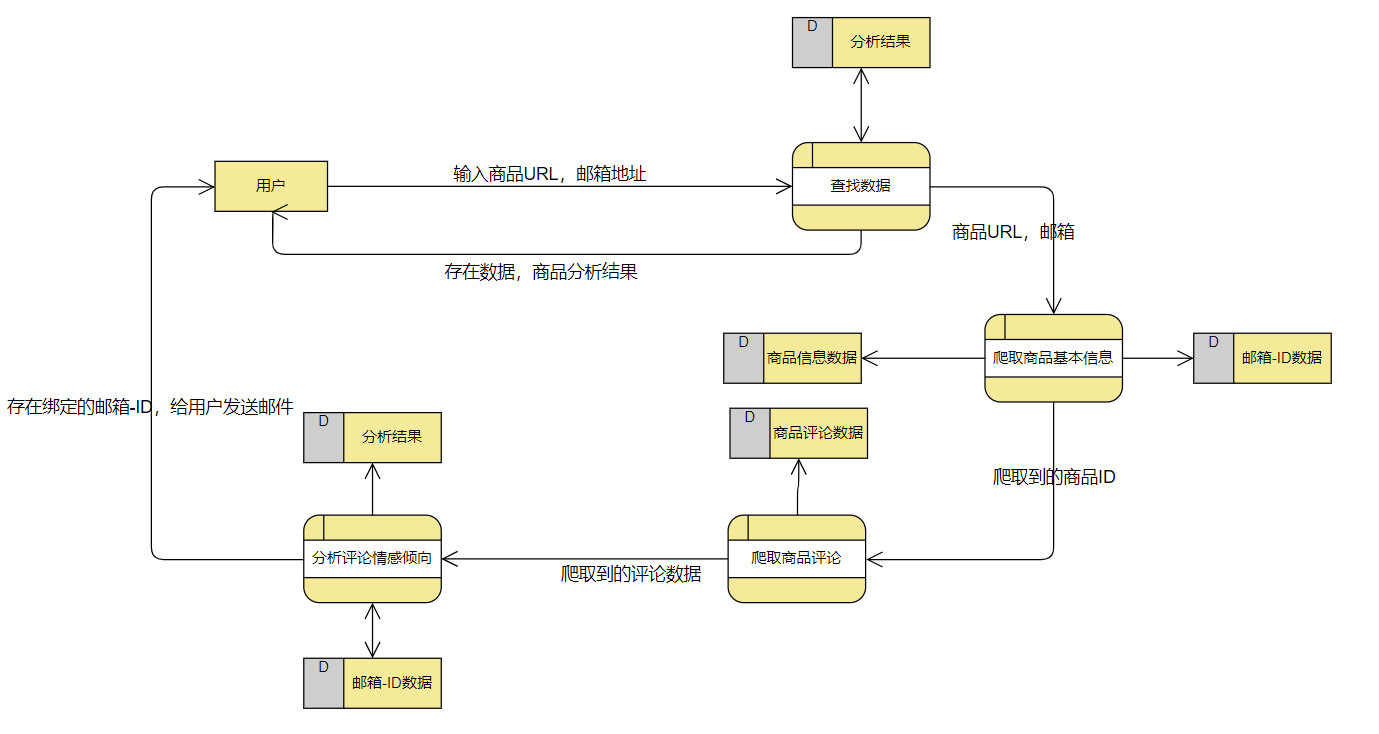 D
分析结果
用户
输入商品URL，邮箱地址
查找数据
商品URL，邮箱
存在数据，商品分析结果
D
商品信息数据
爬取商品基本信息
D
邮箱-ID数据
存在绑定的邮箱-ID，给用户发送邮件
D
分析结果
D
商品评论数据
爬取到的商品ID
分析评论情感倾向
爬取到的评论数据
爬取商品评论
D
邮箱-ID数据